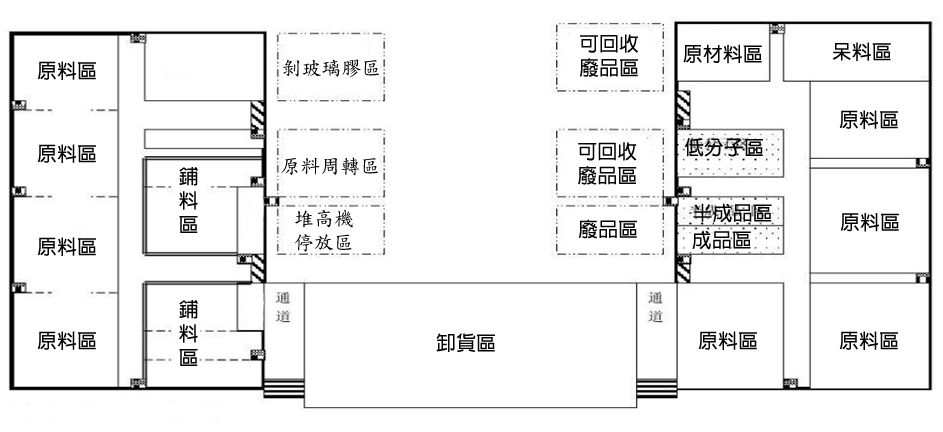 原料區
原料區
原料區
原料區
鋪
料
區
鋪
料
區
剝玻璃膠區
原料周轉區
堆高機
停放區
通
道
卸貨區
可回收
廢品區
可回收
廢品區
廢品區
通
道
原材料區
呆料區
低分子區
半成品區
成品區
原料區
原料區
原料區
原料區